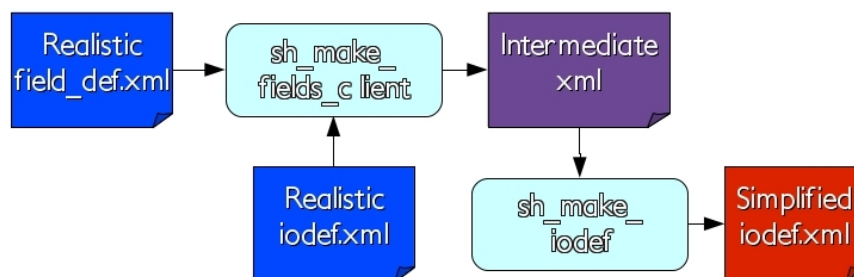 Realistic
field_def.xml
sh_make_
fields_c lient
Intermediate
xml
Realistic
iodef.xml
sh_make_
iodef
Simplified
iodef.xml